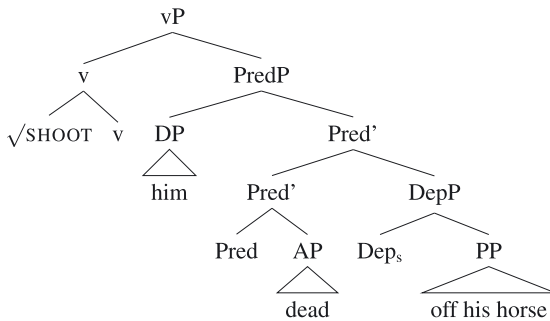 vP
v PredP
√SHOOT v DP Pred’
him Pred’ DepP
Pred AP Depₛ PP
dead off his horse